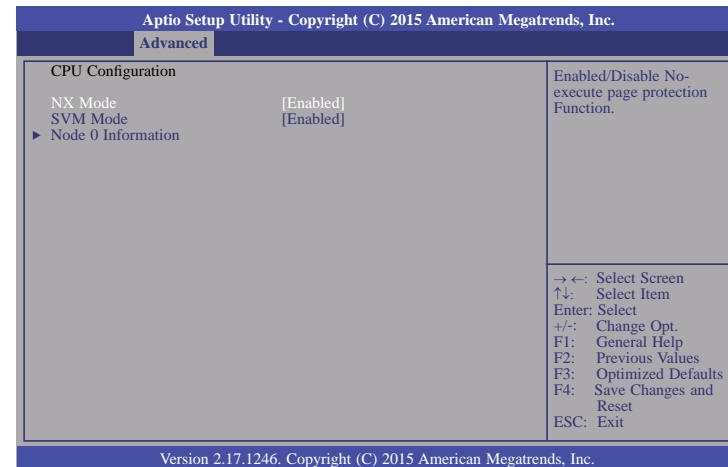 Aptio Setup Utility - Copyright (C) 2015 American Megatrends, Inc.
Advanced
CPU Configuration
NX Mode [Enabled]
SVM Mode [Enabled]
▶ Node 0 Information
Enabled/Disable No-
execute page protection
Function.
→ ←: Select Screen
↑↓: Select Item
Enter: Select
+/-: Change Opt.
F1: General Help
F2: Previous Values
F3: Optimized Defaults
F4: Save Changes and
Reset
ESC: Exit
Version 2.17.1246. Copyright (C) 2015 American Megatrends, Inc.